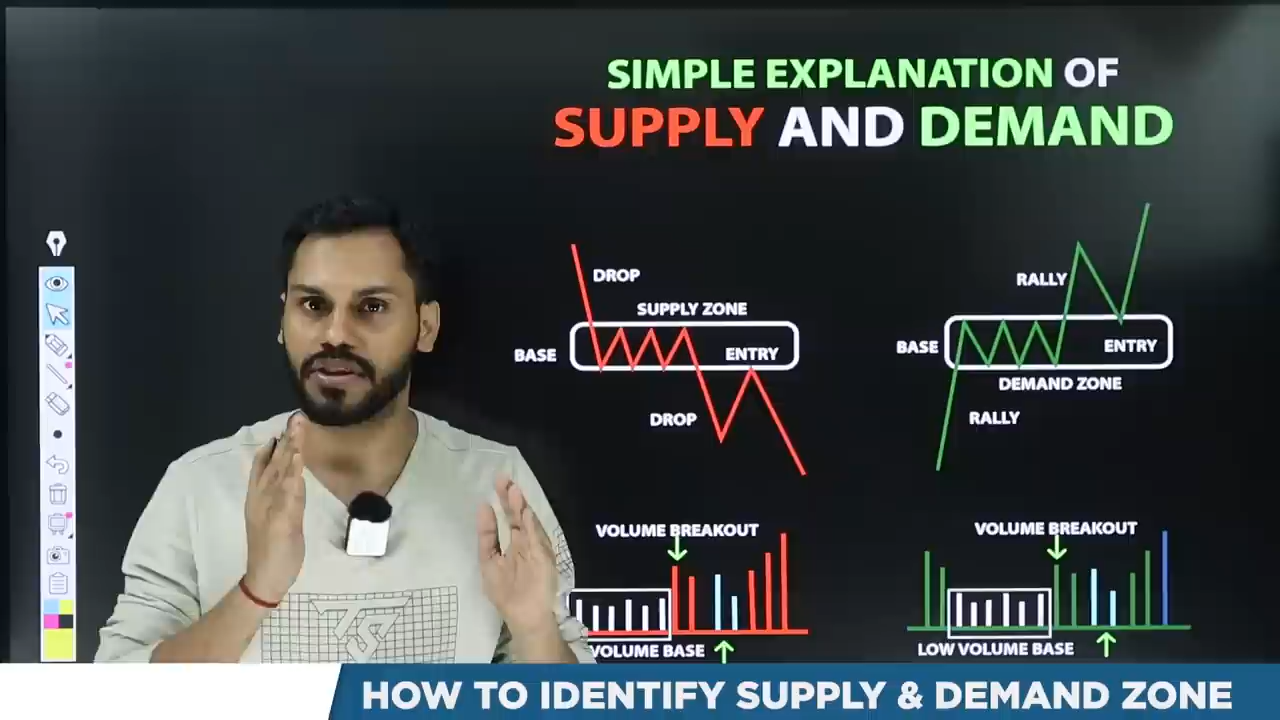 SIMPLE EXPLANATION OF
SUPPLY AND DEMAND
DROP
SUPPLY ZONE
BASE
ENTRY
DROP
RALLY
BASE
ENTRY
DEMAND ZONE
RALLY
VOLUME BREAKOUT
VOLUME BASE
VOLUME BREAKOUT
LOW VOLUME BASE
TS
HOW TO IDENTIFY SUPPLY & DEMAND ZONE